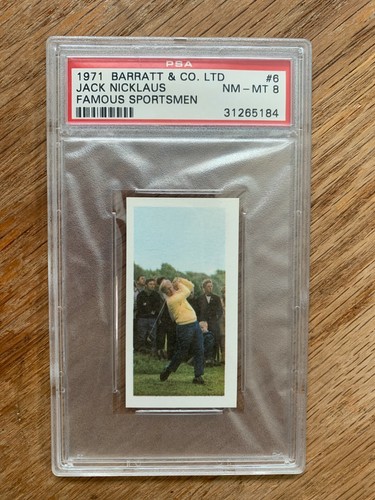 PSA
1971 BARRATT & CO. LTD #6
JACK NICKLAUS NM - MT 8
FAMOUS SPORTSMEN
31265184